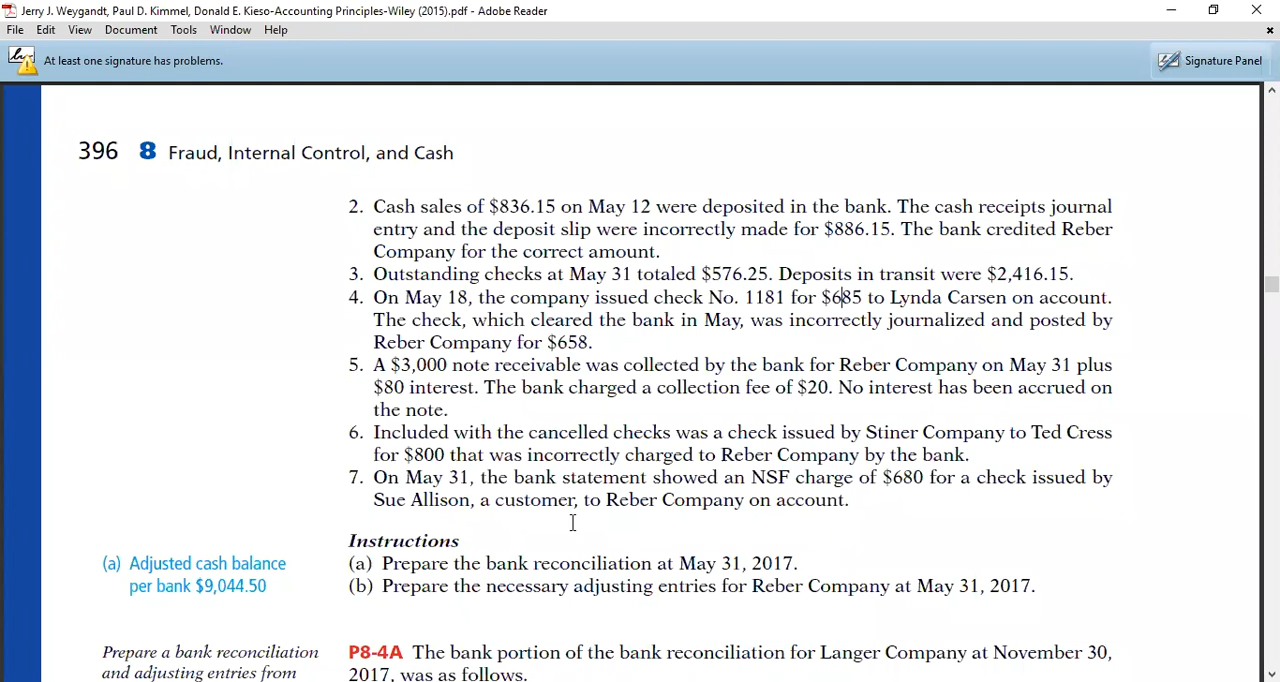 Jerry J. Weygandt, Paul D. Kimmel, Donald E. Kieso-Accounting Principles-Wiley (2015).pdf - Adobe Reader
File Edit View Document Tools Window Help
At least one signature has problems.
Signature Panel
396 8 Fraud, Internal Control, and Cash
2. Cash sales of $836.15 on May 12 were deposited in the bank. The cash receipts journal
entry and the deposit slip were incorrectly made for $886.15. The bank credited Reber
Company for the correct amount.
3. Outstanding checks at May 31 totaled $576.25. Deposits in transit were $2,416.15.
4. On May 18, the company issued check No. 1181 for $685 to Lynda Carsen on account.
The check, which cleared the bank in May, was incorrectly journalized and posted by
Reber Company for $658.
5. A $3,000 note receivable was collected by the bank for Reber Company on May 31 plus
$80 interest. The bank charged a collection fee of $20. No interest has been accrued on
the note.
6. Included with the cancelled checks was a check issued by Stiner Company to Ted Cress
for $800 that was incorrectly charged to Reber Company by the bank.
7. On May 31, the bank statement showed an NSF charge of $680 for a check issued by
Sue Allison, a customer, to Reber Company on account.
Instructions
(a) Prepare the bank reconciliation at May 31, 2017.
(b) Prepare the necessary adjusting entries for Reber Company at May 31, 2017.
(a) Adjusted cash balance
per bank $9,044.50
P8-4A The bank portion of the bank reconciliation for Langer Company at November 30,
2017, was as follows.
Prepare a bank reconciliation
and adjusting entries from